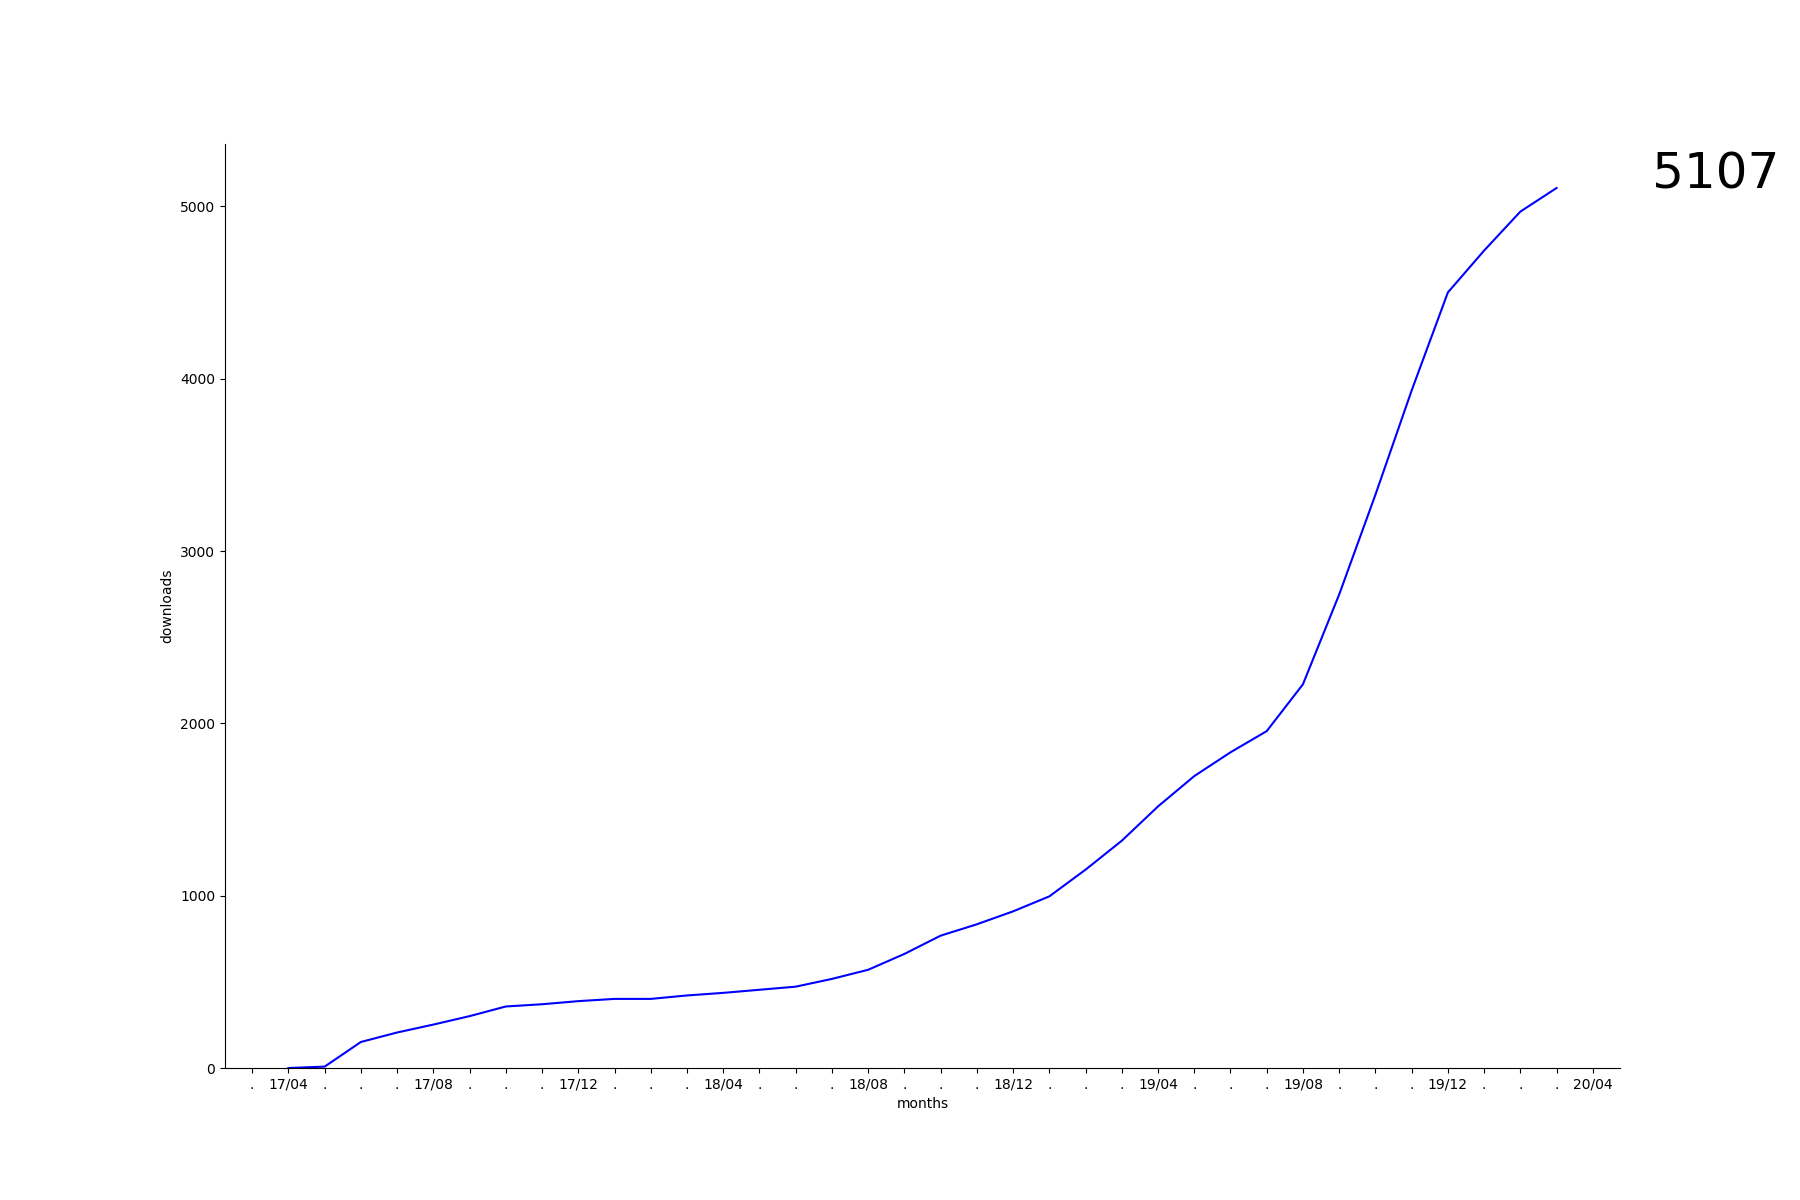 5107
5000
4000
3000
2000
1000
0
downloads
. 17/04 . . . 17/08 . . . 17/12 . . . 18/04 . . . 18/08 . . . 18/12 . . . 19/04 . . . 19/08 . . . 19/12 . . . 20/04
months